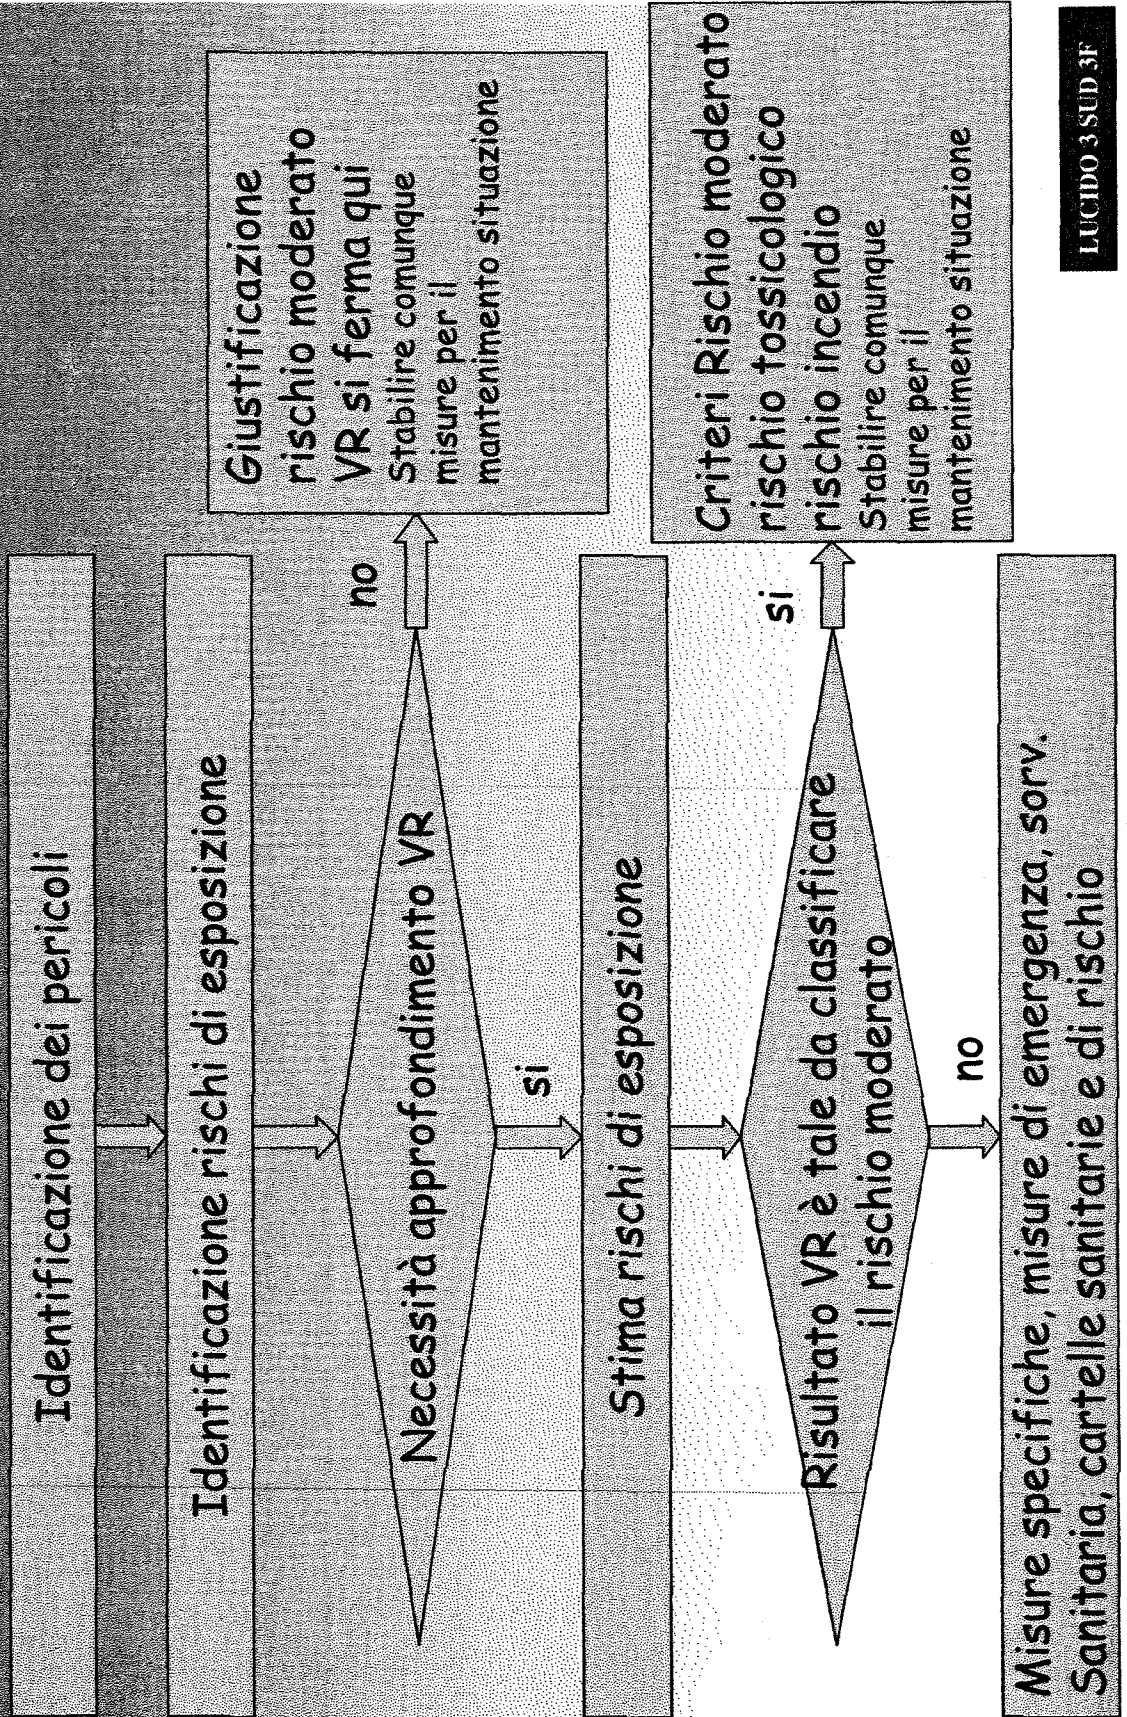 Identificazione dei pericoli
Identificazione rischi di esposizione
Necessità approfondimento VR
no
Giustificazione
rischio moderato
VR si ferma qui
Stabilire comunque
misure per il
mantenimento situazione
si
Stima rischi di esposizione
Risultato VR è tale da classificare
il rischio moderato
si
Criteri Rischio moderato
rischio tossicologico
rischio incendio
Stabilire comunque
misure per il
mantenimento situazione
no
Misure specifiche, misure di emergenza, sorv.
Sanitaria, cartelle sanitarie e di rischio
LUCIDO 3 SUD 3F